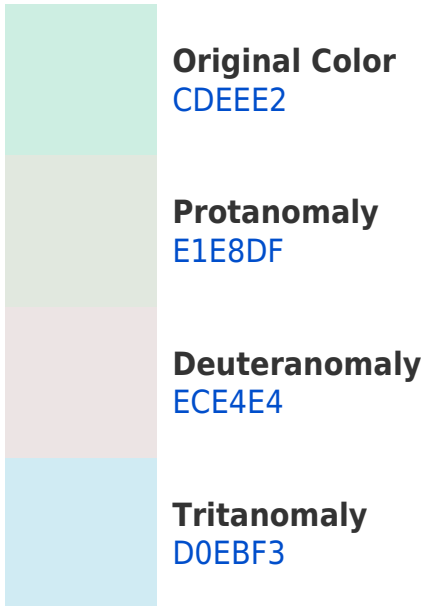 Original Color
CDEEE2
Protanomaly
E1E8DF
Deuteranomaly
ECE4E4
Tritanomaly
D0EBF3